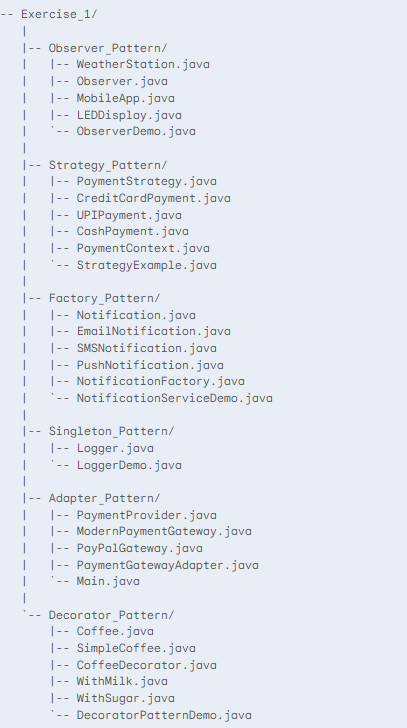 -- Exercise_1/
   |
   |-- Observer_Pattern/
   |   |-- WeatherStation.java
   |   |-- Observer.java
   |   |-- MobileApp.java
   |   |-- LEDDisplay.java
   |   `-- ObserverDemo.java
   |
   |-- Strategy_Pattern/
   |   |-- PaymentStrategy.java
   |   |-- CreditCardPayment.java
   |   |-- UPIPayment.java
   |   |-- CashPayment.java
   |   |-- PaymentContext.java
   |   `-- StrategyExample.java
   |
   |-- Factory_Pattern/
   |   |-- Notification.java
   |   |-- EmailNotification.java
   |   |-- SMSNotification.java
   |   |-- PushNotification.java
   |   |-- NotificationFactory.java
   |   `-- NotificationServiceDemo.java
   |
   |-- Singleton_Pattern/
   |   |-- Logger.java
   |   `-- LoggerDemo.java
   |
   |-- Adapter_Pattern/
   |   |-- PaymentProvider.java
   |   |-- ModernPaymentGateway.java
   |   |-- PayPalGateway.java
   |   |-- PaymentGatewayAdapter.java
   |   `-- Main.java
   |
   `-- Decorator_Pattern/
       |-- Coffee.java
       |-- SimpleCoffee.java
       |-- CoffeeDecorator.java
       |-- WithMilk.java
       |-- WithSugar.java
       `-- DecoratorPatternDemo.java